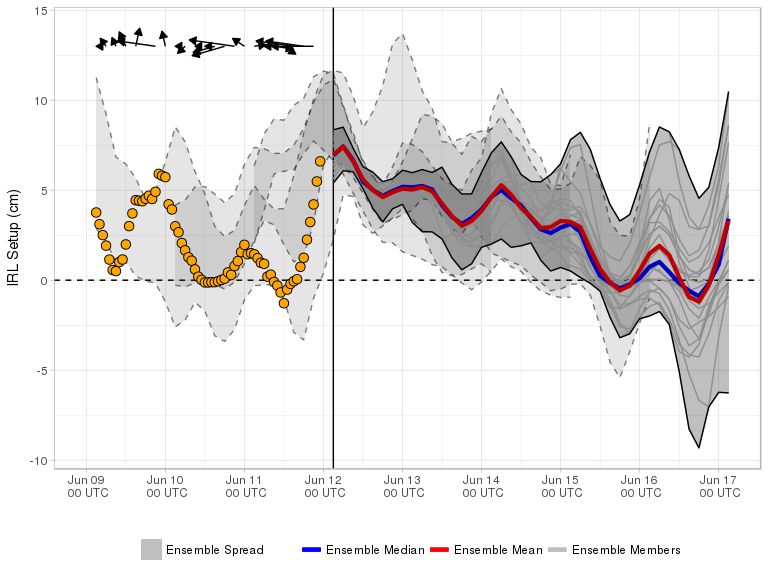 15
10
5
0
-5
-10
IRL Setup (cm)
Jun 09 Jun 10 Jun 11 Jun 12 Jun 13 Jun 14 Jun 15 Jun 16 Jun 17
00 UTC 00 UTC 00 UTC 00 UTC 00 UTC 00 UTC 00 UTC 00 UTC 00 UTC
Ensemble Spread Ensemble Median Ensemble Mean Ensemble Members